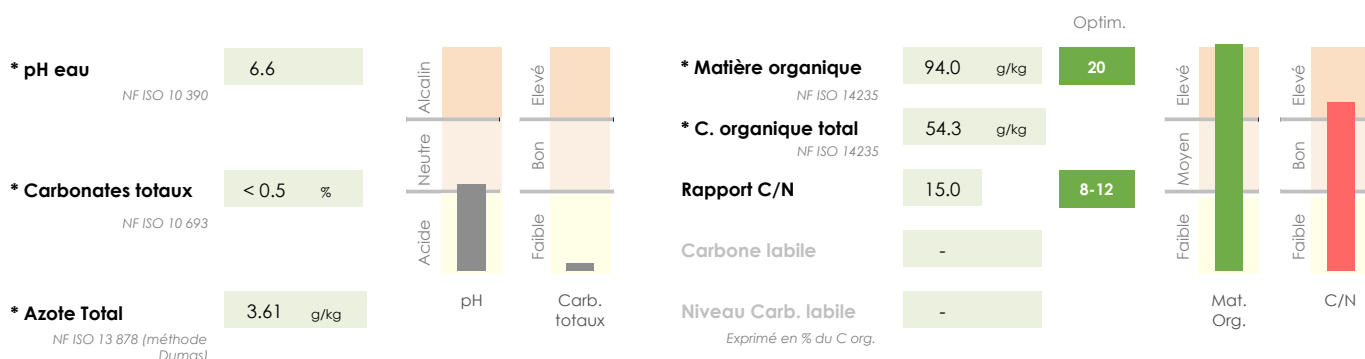 Optim.
* pH eau 6.6
NF ISO 10 390
* Carbonates totaux < 0.5 %
NF ISO 10 693
* Azote Total 3.61 g/kg
NF ISO 13 878 (méthode
Dumas)
Alcalin
Neutre
Acide
pH
Elevé
Bon
Faible
Carb.
totaux
* Matière organique 94.0 g/kg 20
NF ISO 14235
* C. organique total 54.3 g/kg
NF ISO 14235
Rapport C/N 15.0 8-12
Carbone labile -
Niveau Carb. labile -
Exprimé en % du C org.
Elevé
Moyen
Faible
Mat.
Org.
Elevé
Bon
Faible
C/N